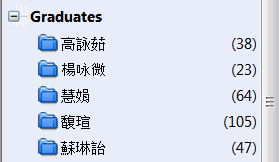 Graduates
高詠茹 (38)
楊咏微 (23)
慧娟 (64)
馥瑄 (105)
蘇琳詒 (47)